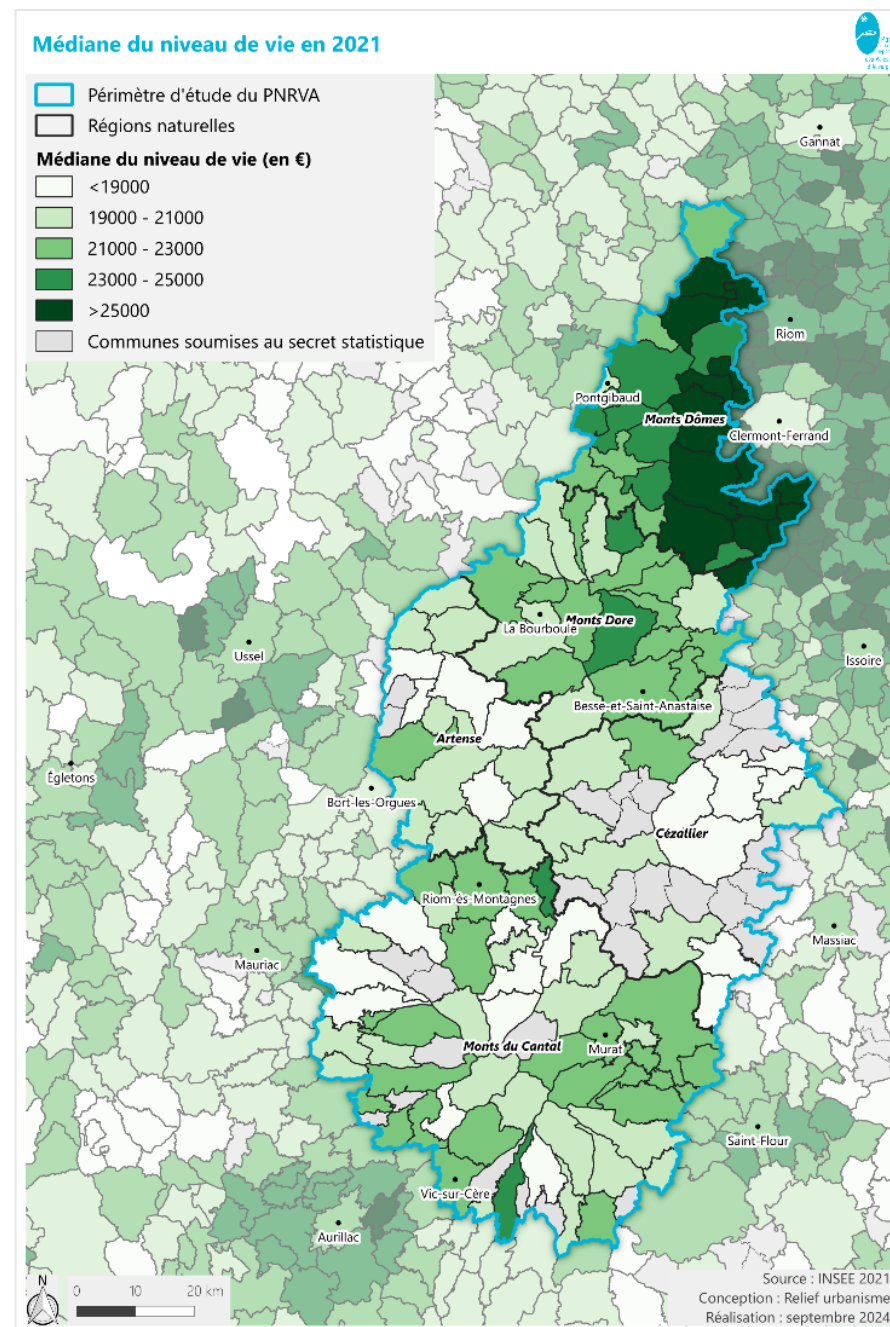 Médiane du niveau de vie en 2021
Périmètre d'étude du PNRVA
Régions naturelles
Médiane du niveau de vie (en €)
<19000
19000 - 21000
21000 - 23000
23000 - 25000
>25000
Communes soumises au secret statistique
Gannat
Riom
Pontgibaud
Monts Dômes
Clermont-Ferrand
La Bourboule
Monts Dore
Ussel
Issoire
Besse-et-Saint-Anastaise
Artense
Égletons
Bort-les-Orgues
Cézallier
Riom-ès-Montagnes
Massiac
Mauriac
Monts du Cantal
Murat
Saint-Flour
Vic-sur-Cère
Aurillac
N
0 10 20 km
Source : INSEE 2021
Conception : Relief urbanisme
Réalisation : septembre 2024